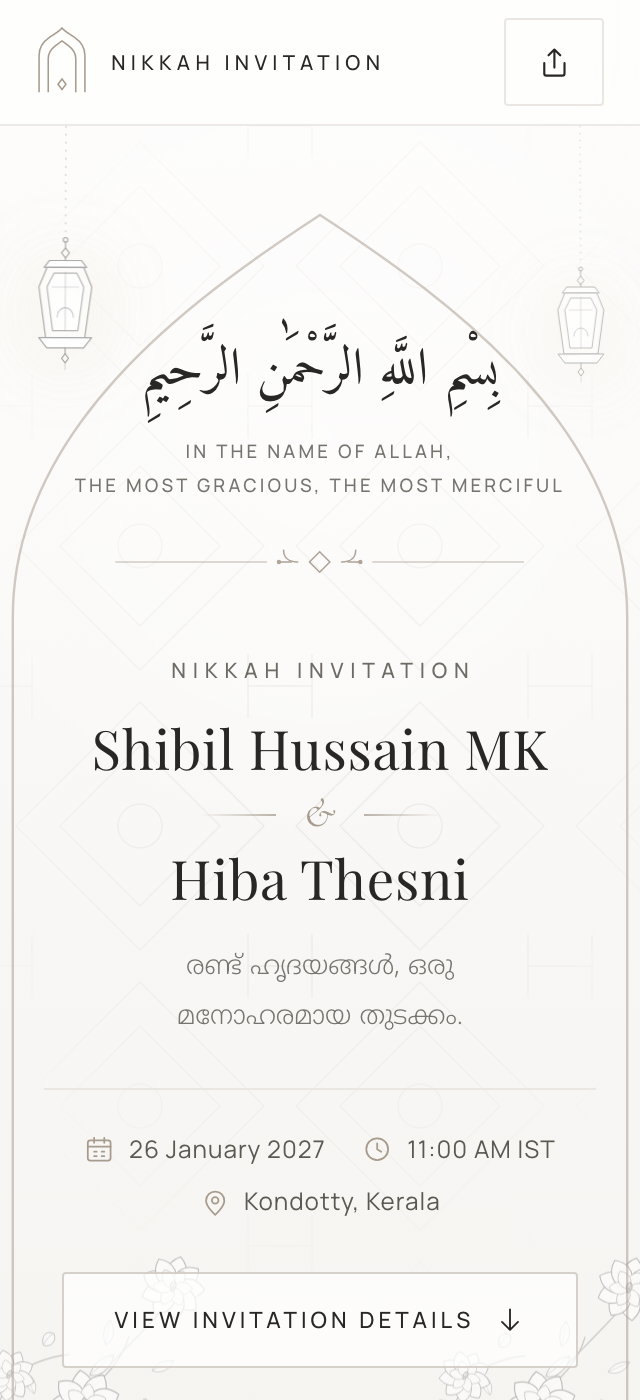 NIKKAH INVITATION
بِسْمِ اللَّهِ الرَّحْمَٰنِ الرَّحِيمِ
IN THE NAME OF ALLAH,
THE MOST GRACIOUS, THE MOST MERCIFUL
NIKKAH INVITATION
Shibil Hussain MK
&
Hiba Thesni
രണ്ട് ഹൃദയങ്ങൾ, ഒരു
മനോഹരമായ തുടക്കം.
26 January 2027 11:00 AM IST
Kondotty, Kerala
VIEW INVITATION DETAILS